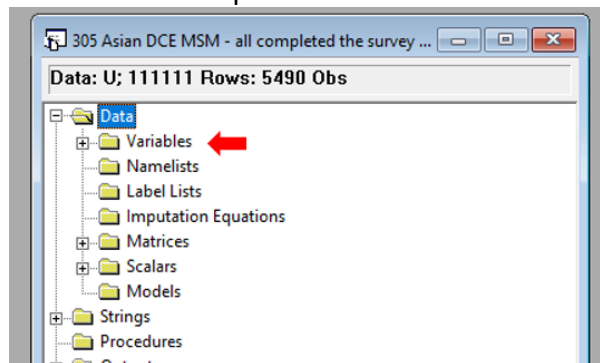 305 Asian DCE MSM - all completed the survey ...
Data: U; 111111 Rows: 5490 Obs
Data
Variables
Namelists
Label Lists
Imputation Equations
Matrices
Scalars
Models
Strings
Procedures